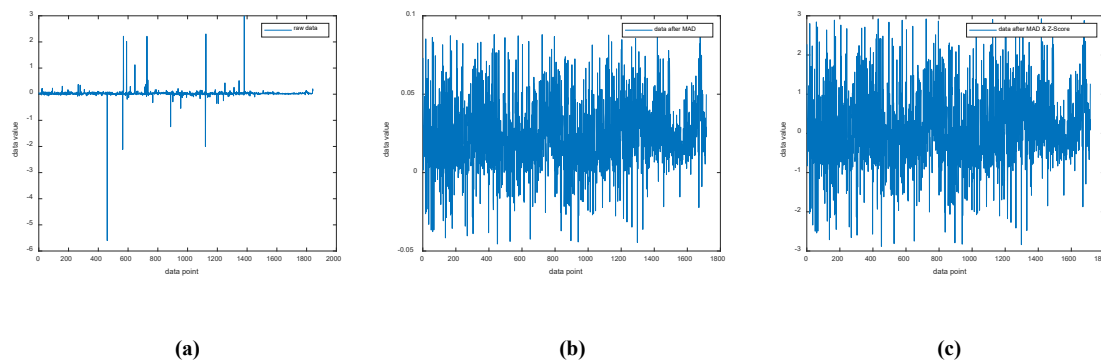 3
2
1
0
-1
-2
-3
-4
-5
-6
0 200 400 600 800 1000 1200 1400 1600 1800 2000
data value
data point
raw data
0.1
0.05
0
-0.05
0 200 400 600 800 1000 1200 1400 1600 1800
data value
data point
data after MAD
3
2
1
0
-1
-2
-3
0 200 400 600 800 1000 1200 1400 1600 180
data value
data point
data after MAD & Z-Score
(a)
(b)
(c)